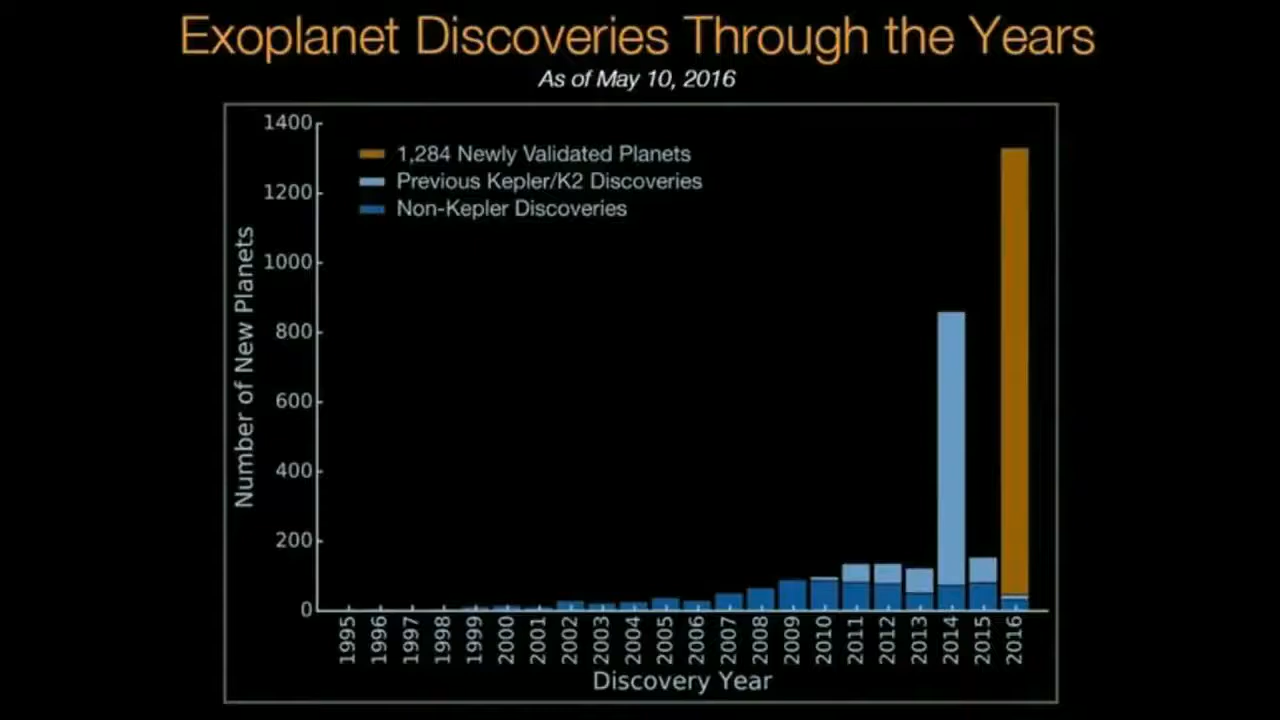 Exoplanet Discoveries Through the Years
As of May 10, 2016
1400
1200
1000
800
600
400
200
0
Number of New Planets
1,284 Newly Validated Planets
Previous Kepler/K2 Discoveries
Non-Kepler Discoveries
1995 1996 1997 1998 1999 2000 2001 2002 2003 2004 2005 2006 2007 2008 2009 2010 2011 2012 2013 2014 2015 2016
Discovery Year